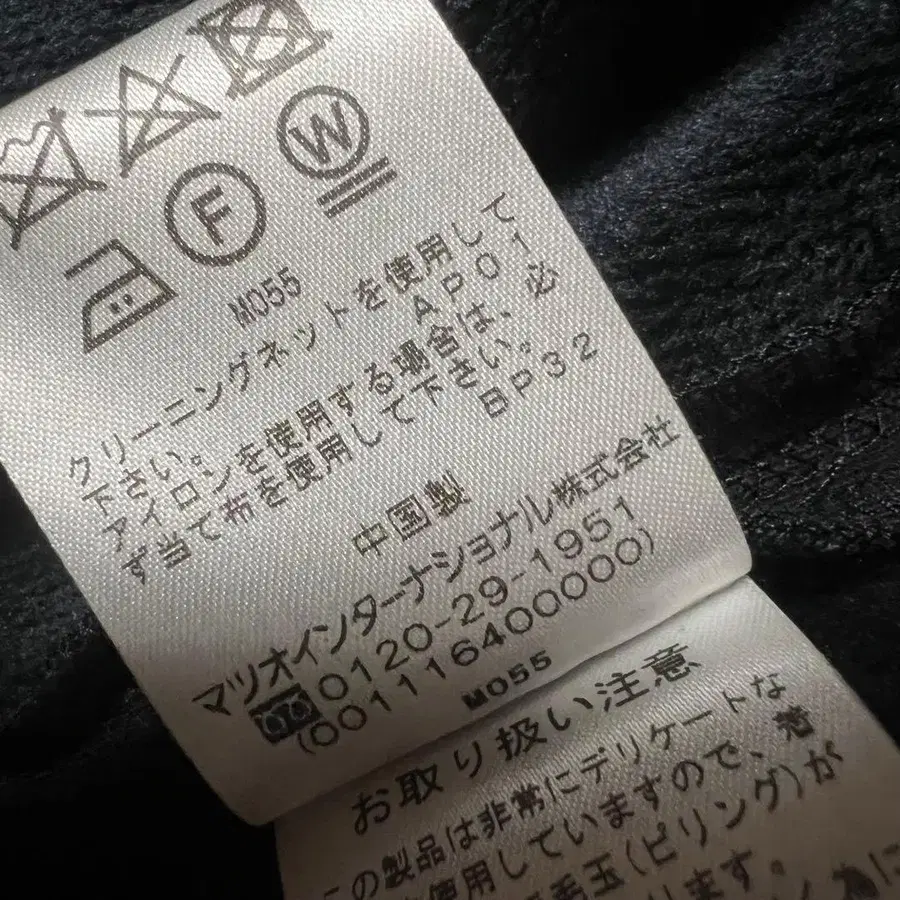 W
F
M055
クリーニングネットを使用して
下さい。 AP01
アイロンを使用する場合は、必
ず当て布を使用して下さい。
BP32
中国製
マツオインターナショナル株式会社
0120-29-1951
(001116400000)
M055
お取り扱い注意
この製品は非常にデリケートな
使用していますので、着
毛玉(ピリング)が
ります。